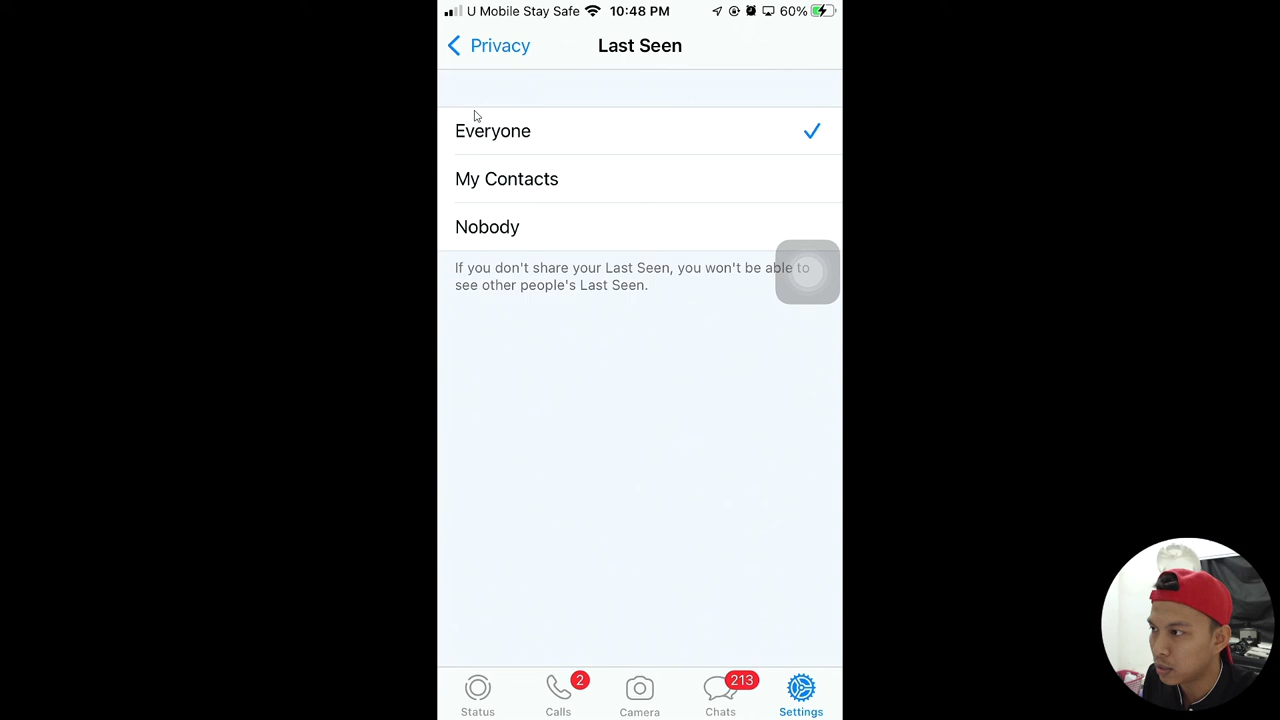 U Mobile Stay Safe 10:48 PM 60%
Privacy Last Seen
Everyone
My Contacts
Nobody
If you don't share your Last Seen, you won't be able to
see other people's Last Seen.
2 213
Status Calls Camera Chats Settings